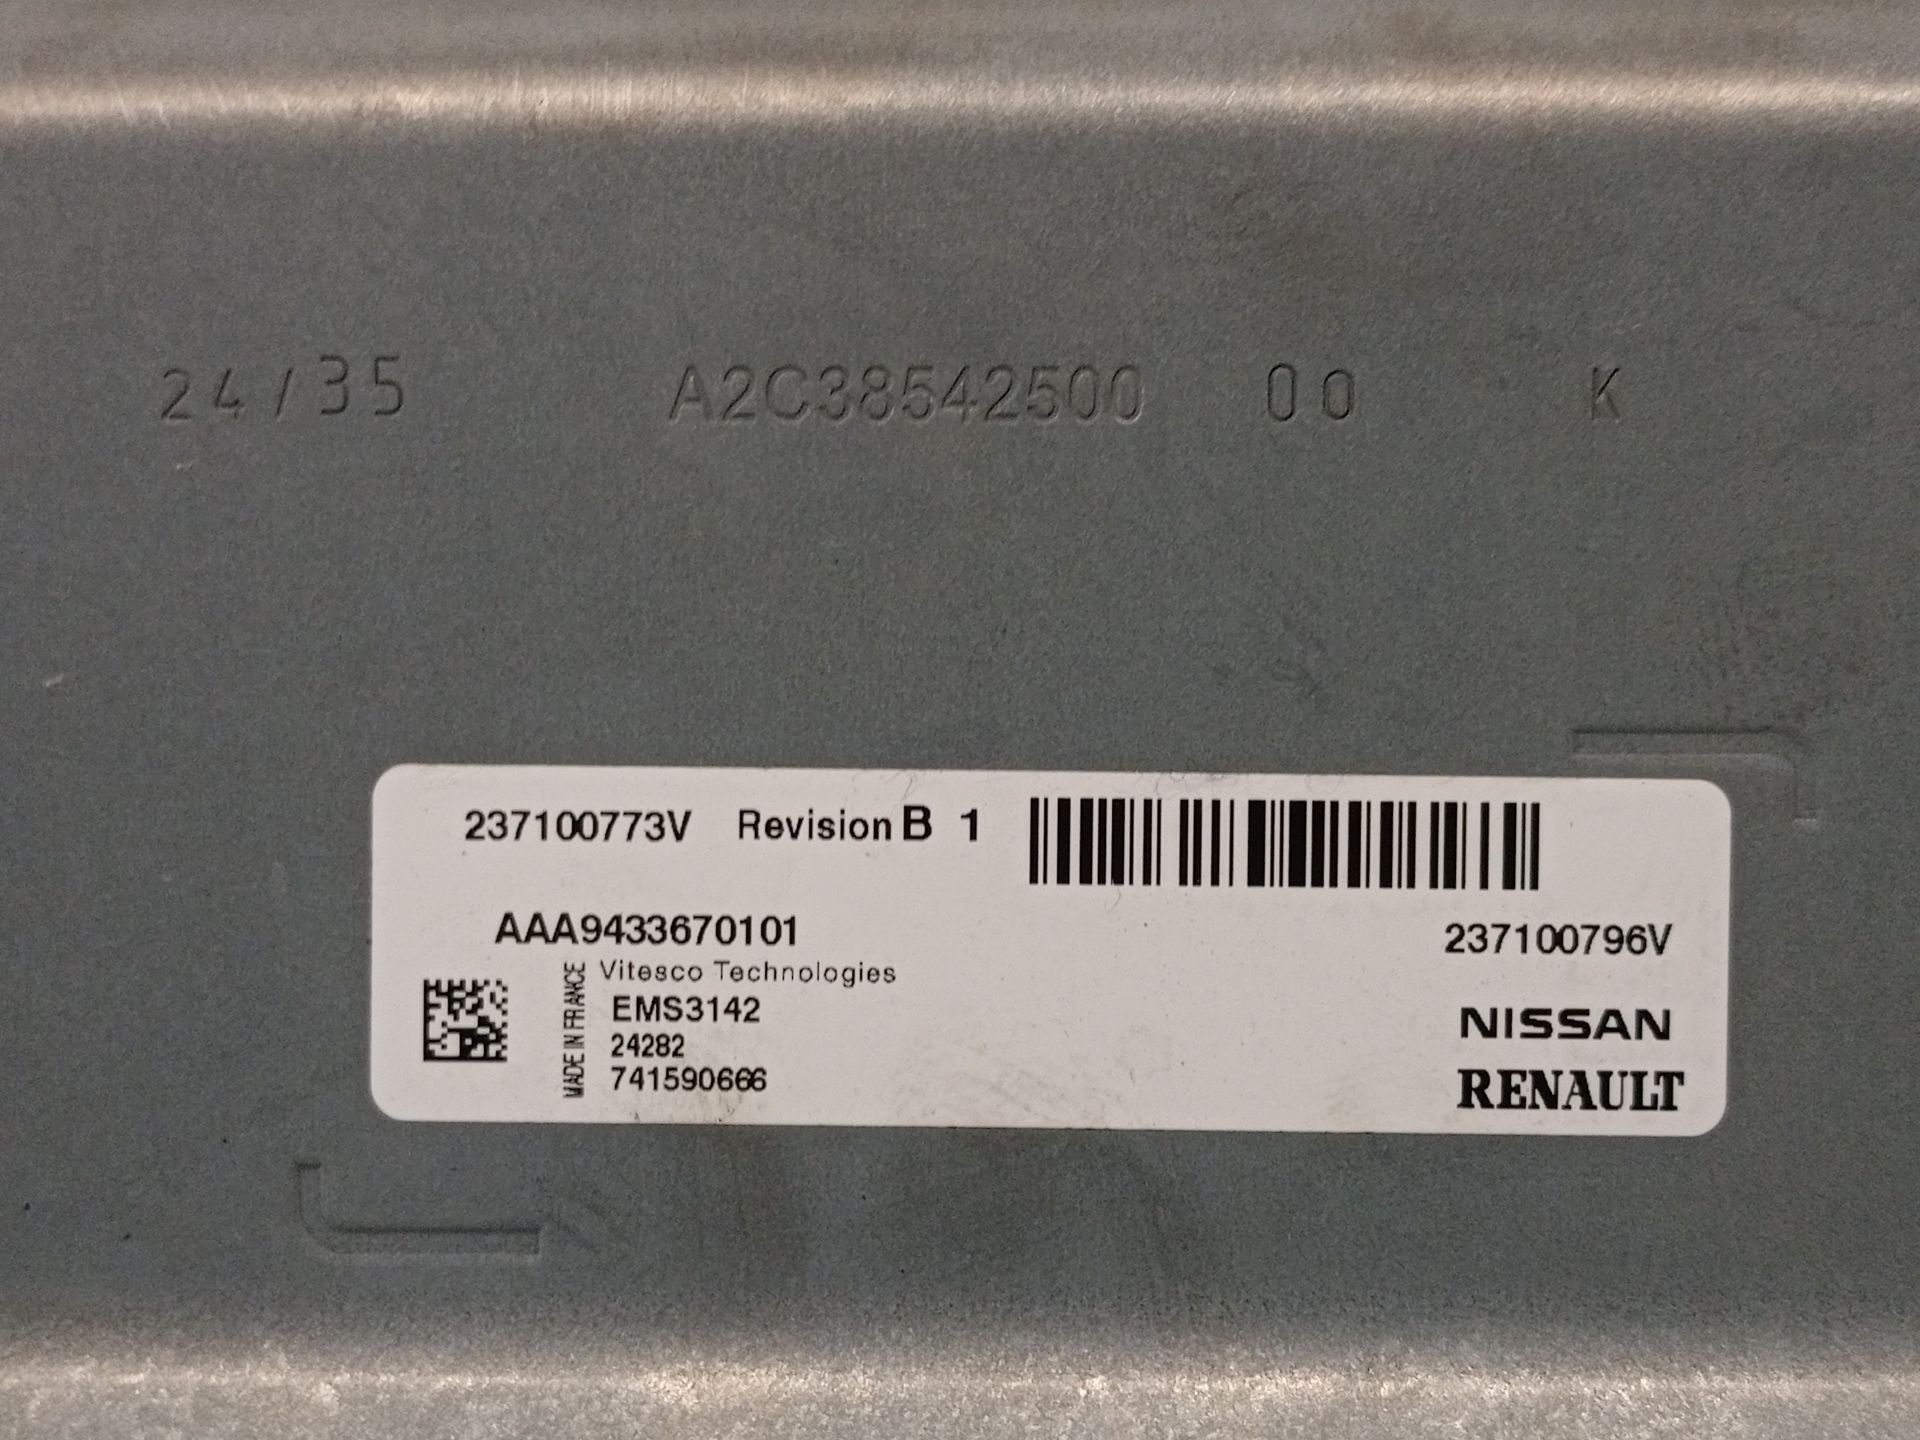 24/35 A2C38542500 00 K
237100773V Revision B 1
AAA9433670101
237100796V
MADE IN FRANCE
Vitesco Technologies
EMS3142
24282
741590666
NISSAN
RENAULT